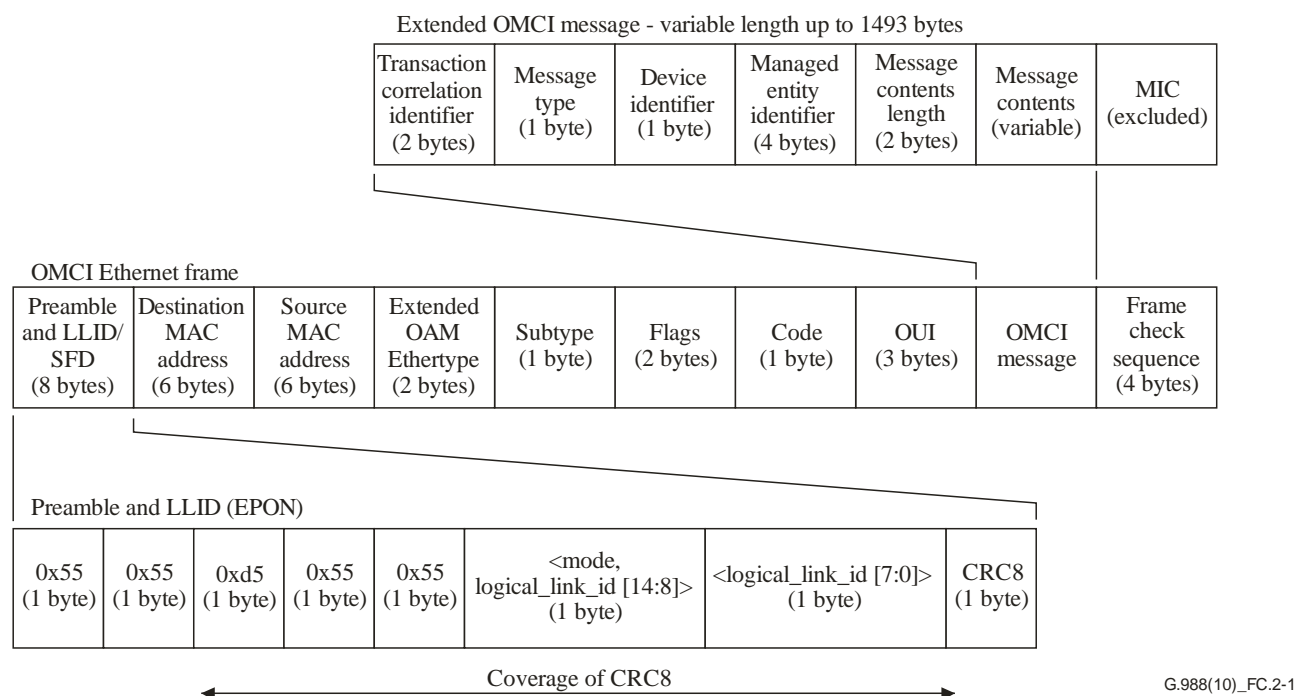 Extended OMCI message - variable length up to 1493 bytes
Transaction
correlation
identifier
(2 bytes)
Message
type
(1 byte)
Device
identifier
(1 byte)
Managed
entity
identifier
(4 bytes)
Message
contents
length
(2 bytes)
Message
contents
(variable)
MIC
(excluded)
OMCI Ethernet frame
Preamble
and LLID/
SFD
(8 bytes)
Destination
MAC
address
(6 bytes)
Source
MAC
address
(6 bytes)
Extended
OAM
Ethertype
(2 bytes)
Subtype
(1 byte)
Flags
(2 bytes)
Code
(1 byte)
OUI
(3 bytes)
OMCI
message
Frame
check
sequence
(4 bytes)
Preamble and LLID (EPON)
0x55
(1 byte)
0x55
(1 byte)
0xd5
(1 byte)
0x55
(1 byte)
0x55
(1 byte)
<mode,
logical_link_id [14:8]>
(1 byte)
<logical_link_id [7:0]>
(1 byte)
CRC8
(1 byte)
Coverage of CRC8
G.988(10)_FC.2-1